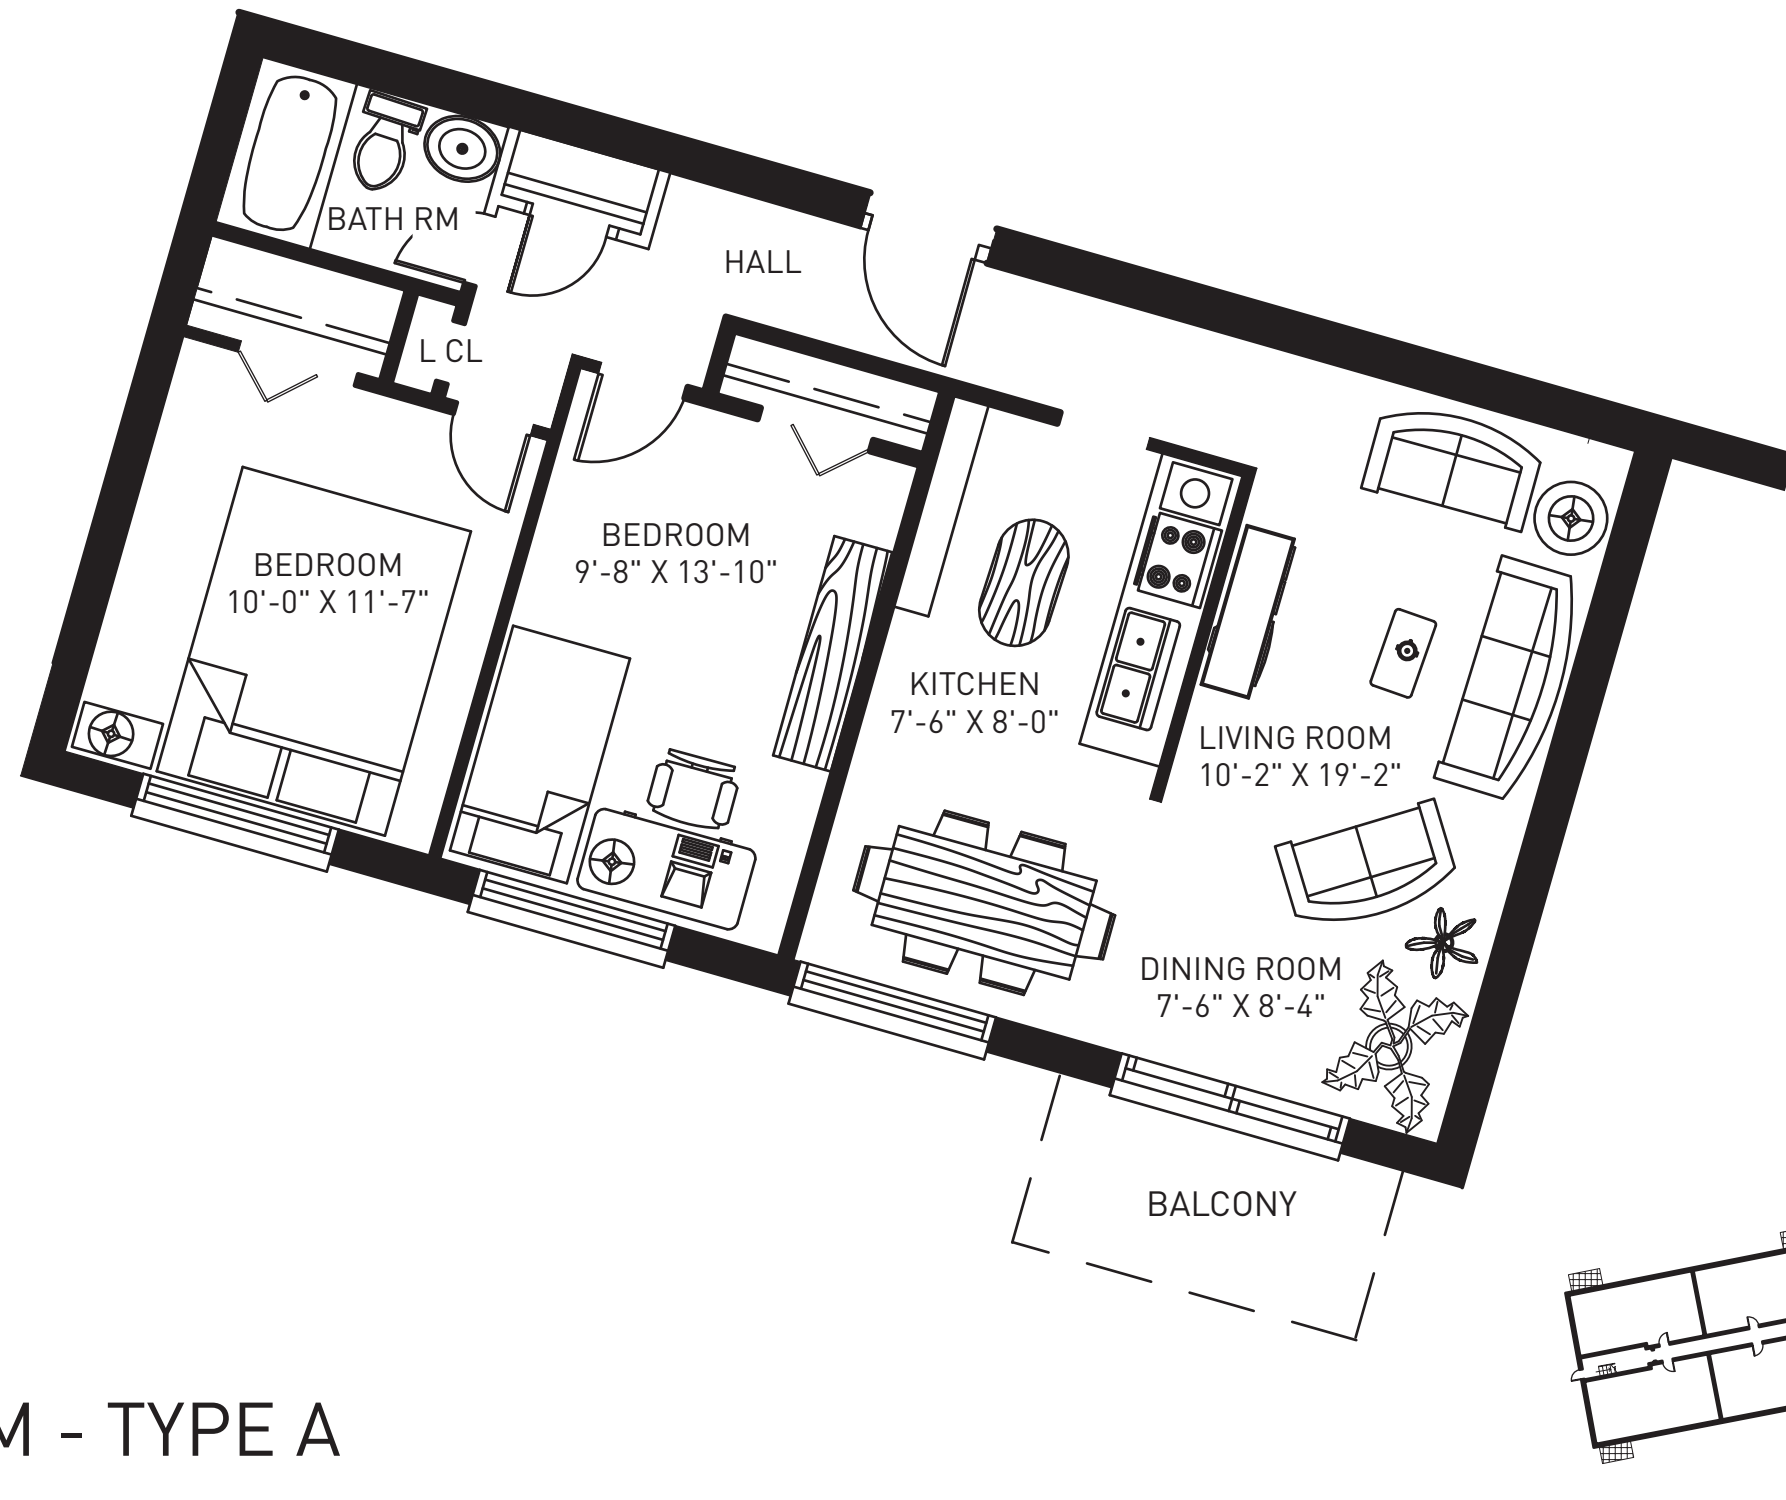 BATH RM
HALL
L CL
BEDROOM
9'-8" X 13'-10"
BEDROOM
10'-0" X 11'-7"
KITCHEN
7'-6" X 8'-0"
LIVING ROOM
10'-2" X 19'-2"
DINING ROOM
7'-6" X 8'-4"
BALCONY
M - TYPE A